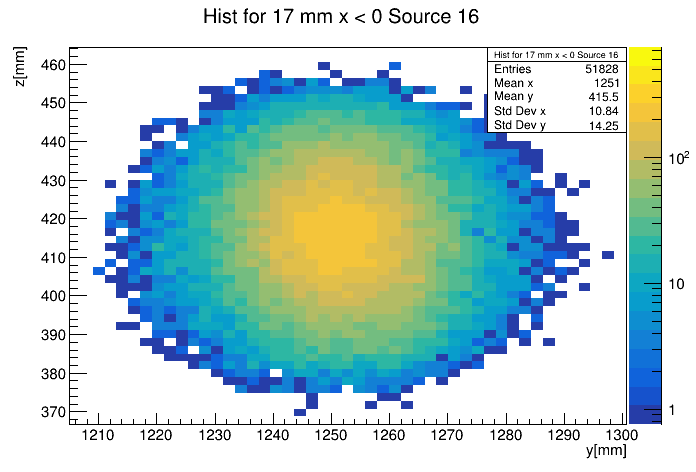 Hist for 17 mm x < 0 Source 16
z[mm]
Hist for 17 mm x < 0 Source 16
Entries 51828
Mean x 1251
Mean y 415.5
Std Dev x 10.84
Std Dev y 14.25
460
450
440
430
420
410
400
390
380
370
10²
10
1
1210 1220 1230 1240 1250 1260 1270 1280 1290 1300
y[mm]